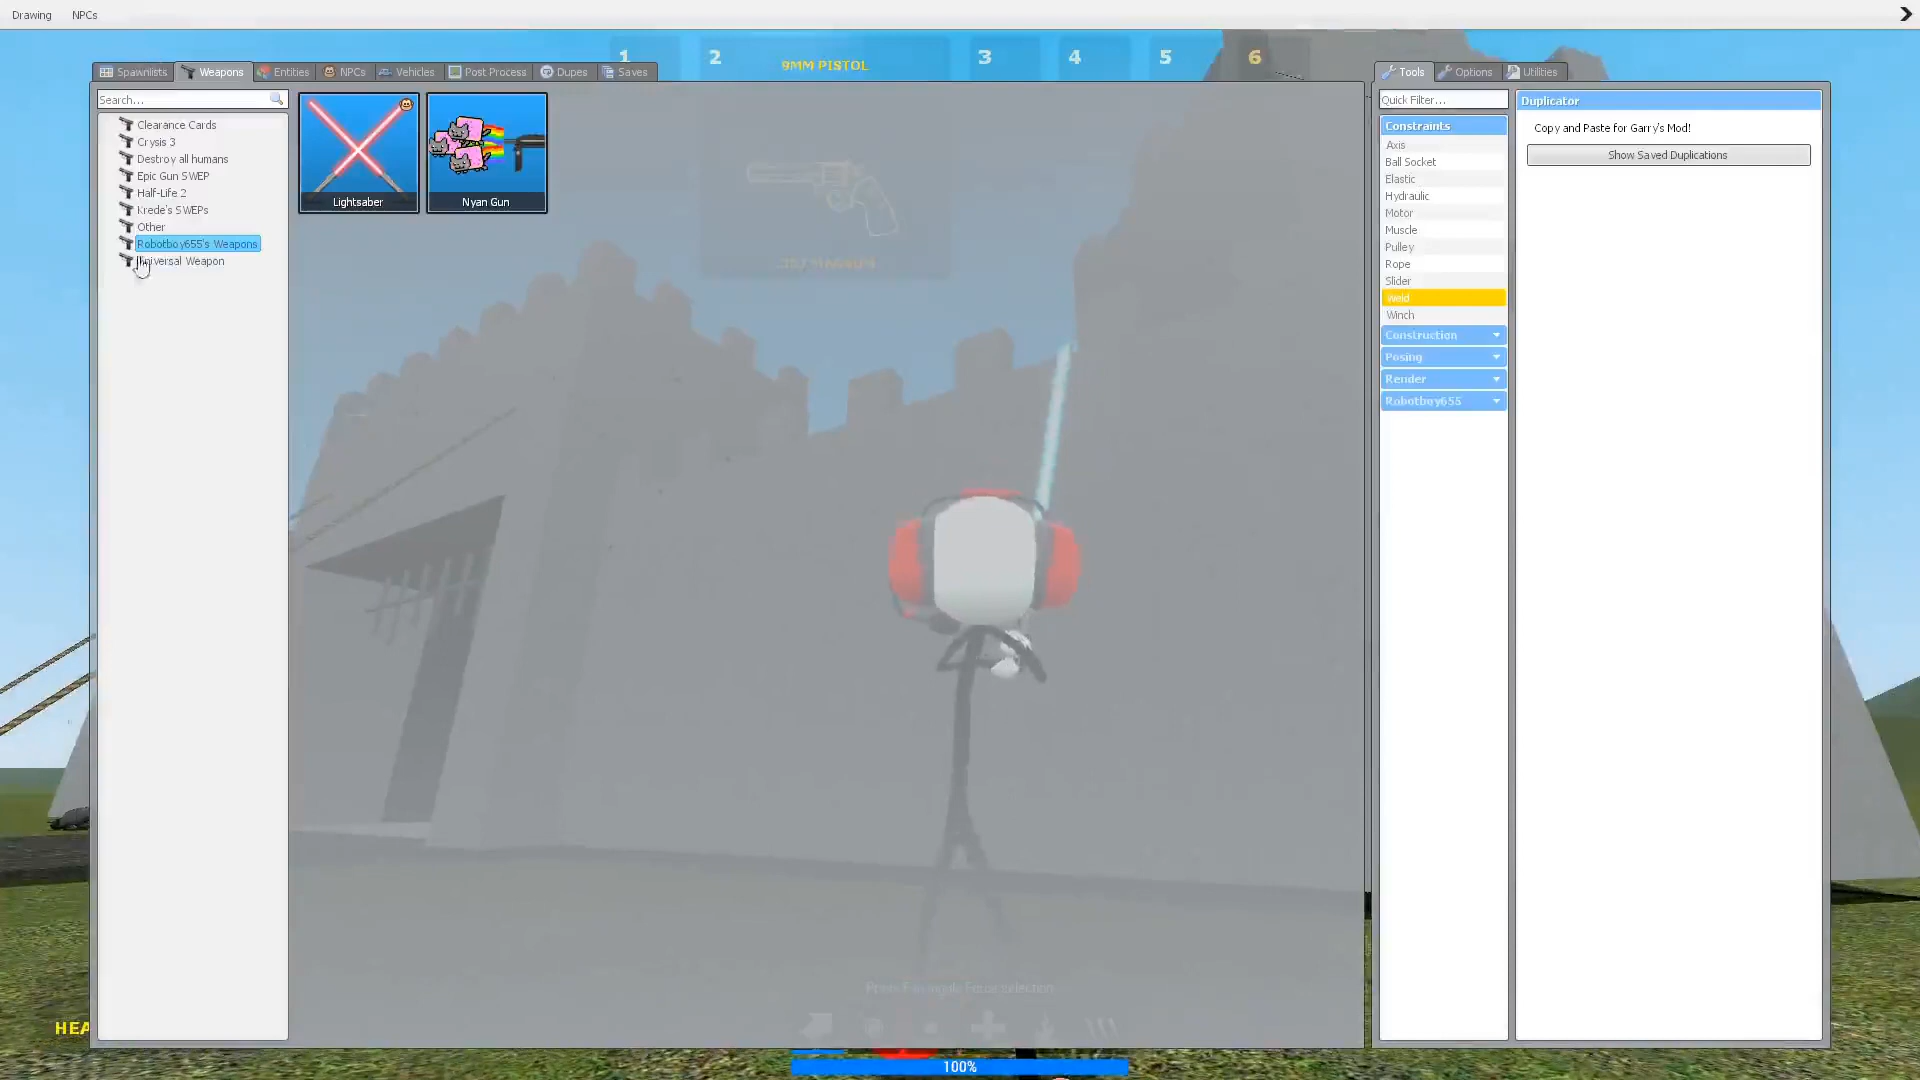 Drawing NPCs
1 2 3 4 5 6
9MM PISTOL
Spawnlists Weapons Entities NPCs Vehicles Post Process Dupes Saves
Search...
Clearance Cards
Crysis 3
Destroy all humans
Epic Gun SWEP
Half-Life 2
Krede's SWEPs
Other
Robotboy655's Weapons
Weapon
Lightsaber
Nyan Gun
.357 MAGNUM
Tools Options Utilities
Quick Filter...
Constraints
Axis
Ball Socket
Elastic
Hydraulic
Motor
Muscle
Pulley
Rope
Slider
Weld
Winch
Construction
Posing
Render
Robotboy655
Duplicator
Copy and Paste for Garry's Mod!
Show Saved Duplications
HEA
100%